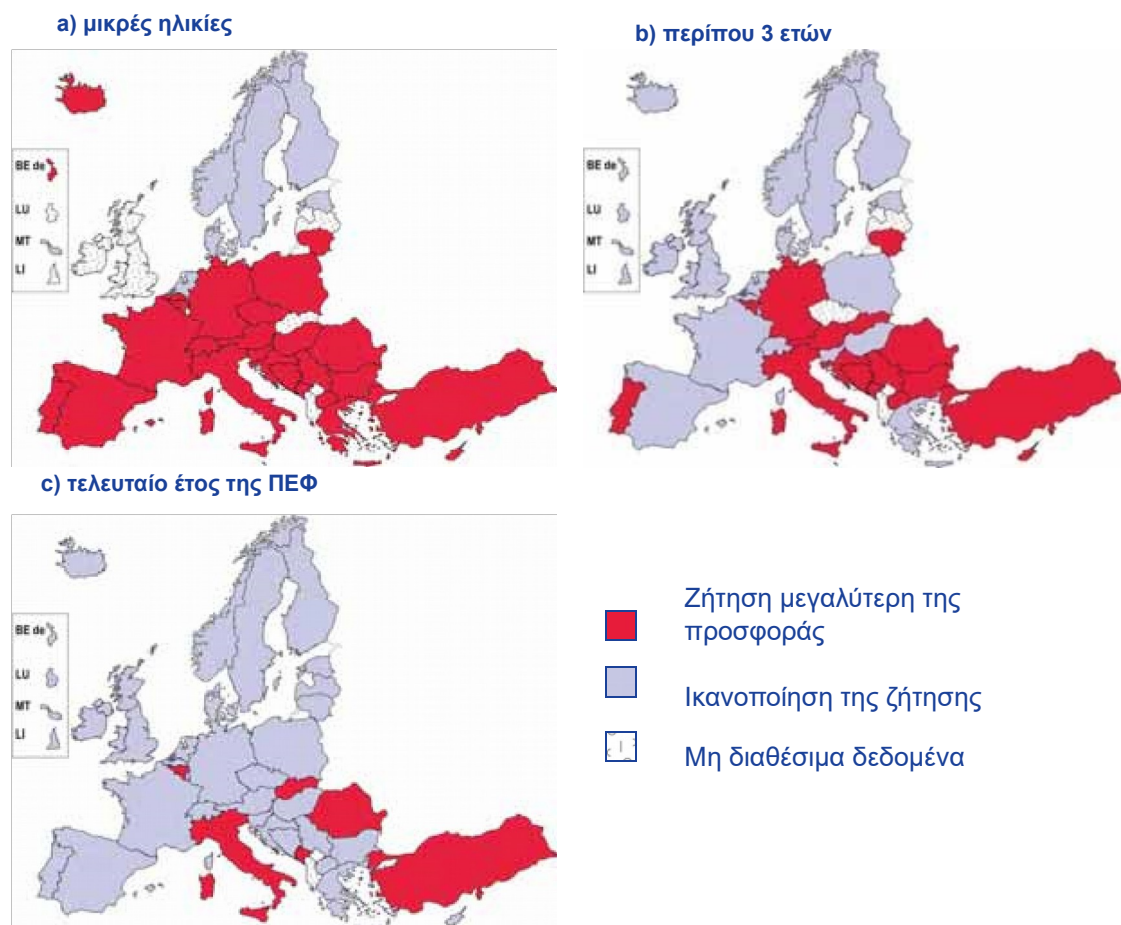 a) μικρές ηλικίες
b) περίπου 3 ετών
BE de
LU
MT
LI
BE de
LU
MT
LI
c) τελευταίο έτος της ΠΕΦ
BE de
LU
MT
LI
Ζήτηση μεγαλύτερη της
προσφοράς
Ικανοποίηση της ζήτησης
Μη διαθέσιμα δεδομένα